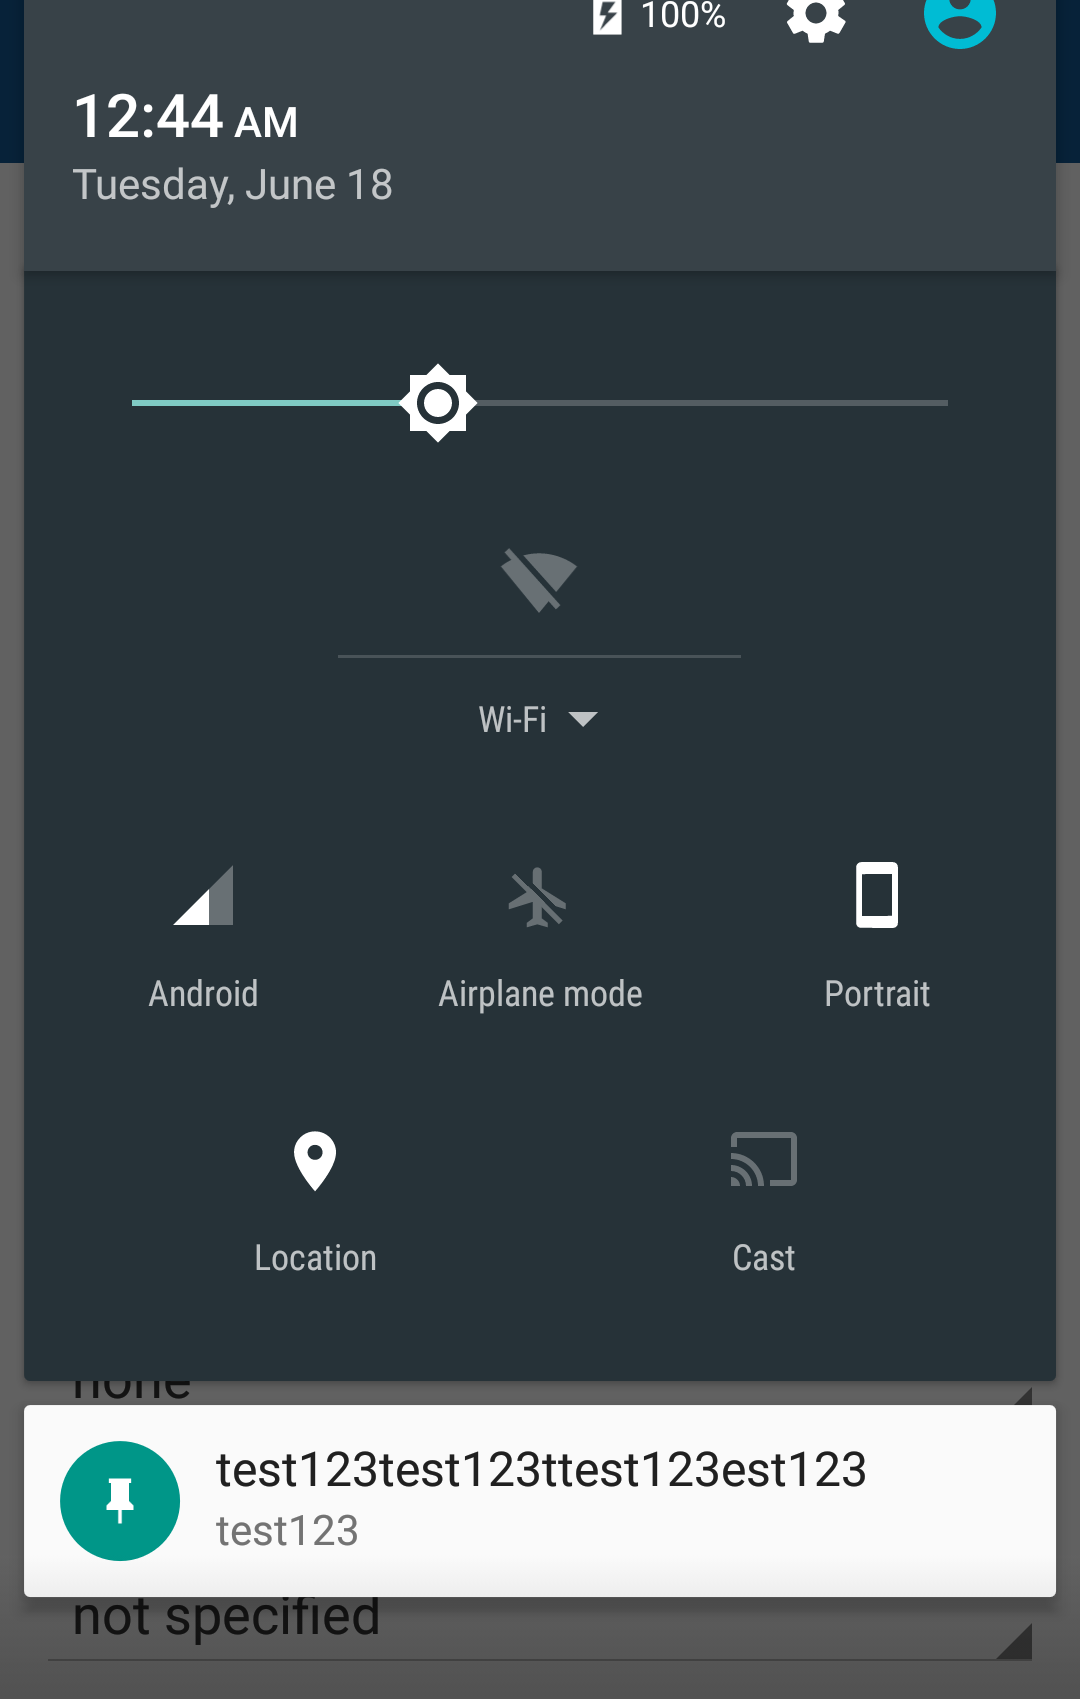 100%
12:44 AM
Tuesday, June 18
Wi-Fi
Android
Airplane mode
Portrait
Location
Cast
none
test123test123ttest123est123
test123
not specified